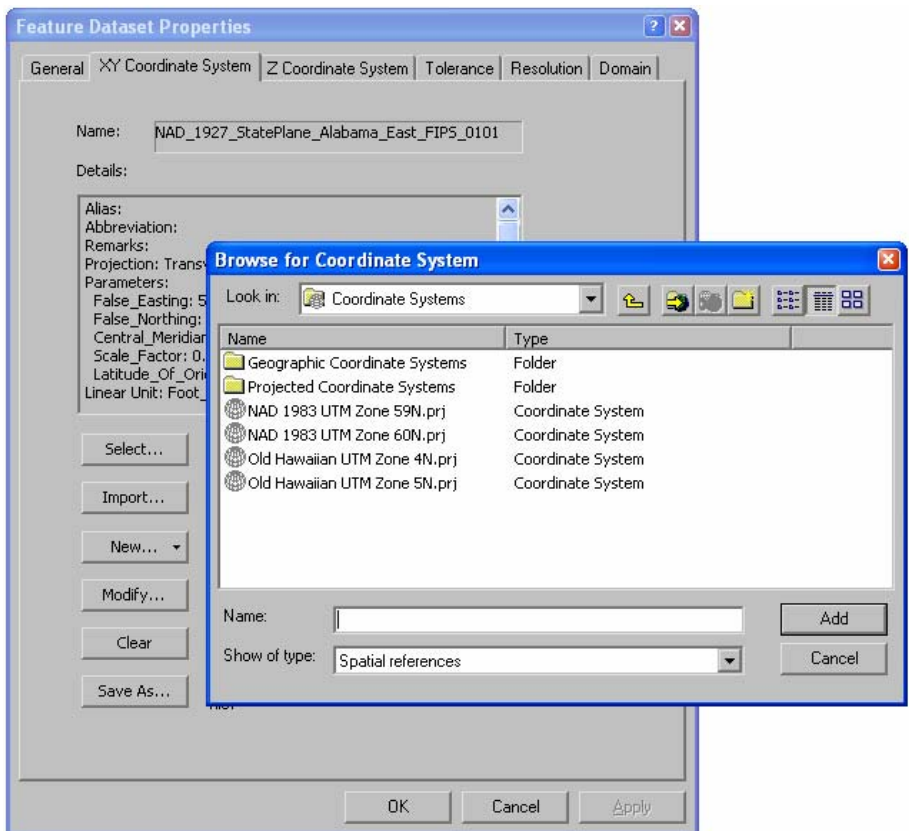 Feature Dataset Properties
General XY Coordinate System Z Coordinate System Tolerance Resolution Domain
Name: NAD_1927_StatePlane_Alabama_East_FIPS_0101
Details:
Alias:
Abbreviation:
Remarks:
Projection:
Parameters:
False_Easting: 5
False_Northing:
Central_Meridian
Scale_Factor: 0.
Linear Unit: Foot_
Select...
Import...
New...
Modify...
Clear
Save As...
OK Cancel Apply
Browse for Coordinate System
Look in: Coordinate Systems
Name Type
Geographic Coordinate Systems Folder
Projected Coordinate Systems Folder
NAD 1983 UTM Zone 59N.prj Coordinate System
NAD 1983 UTM Zone 60N.prj Coordinate System
Old Hawaiian UTM Zone 4N.prj Coordinate System
Old Hawaiian UTM Zone 5N.prj Coordinate System
Name: Add
Show of type: Spatial references Cancel